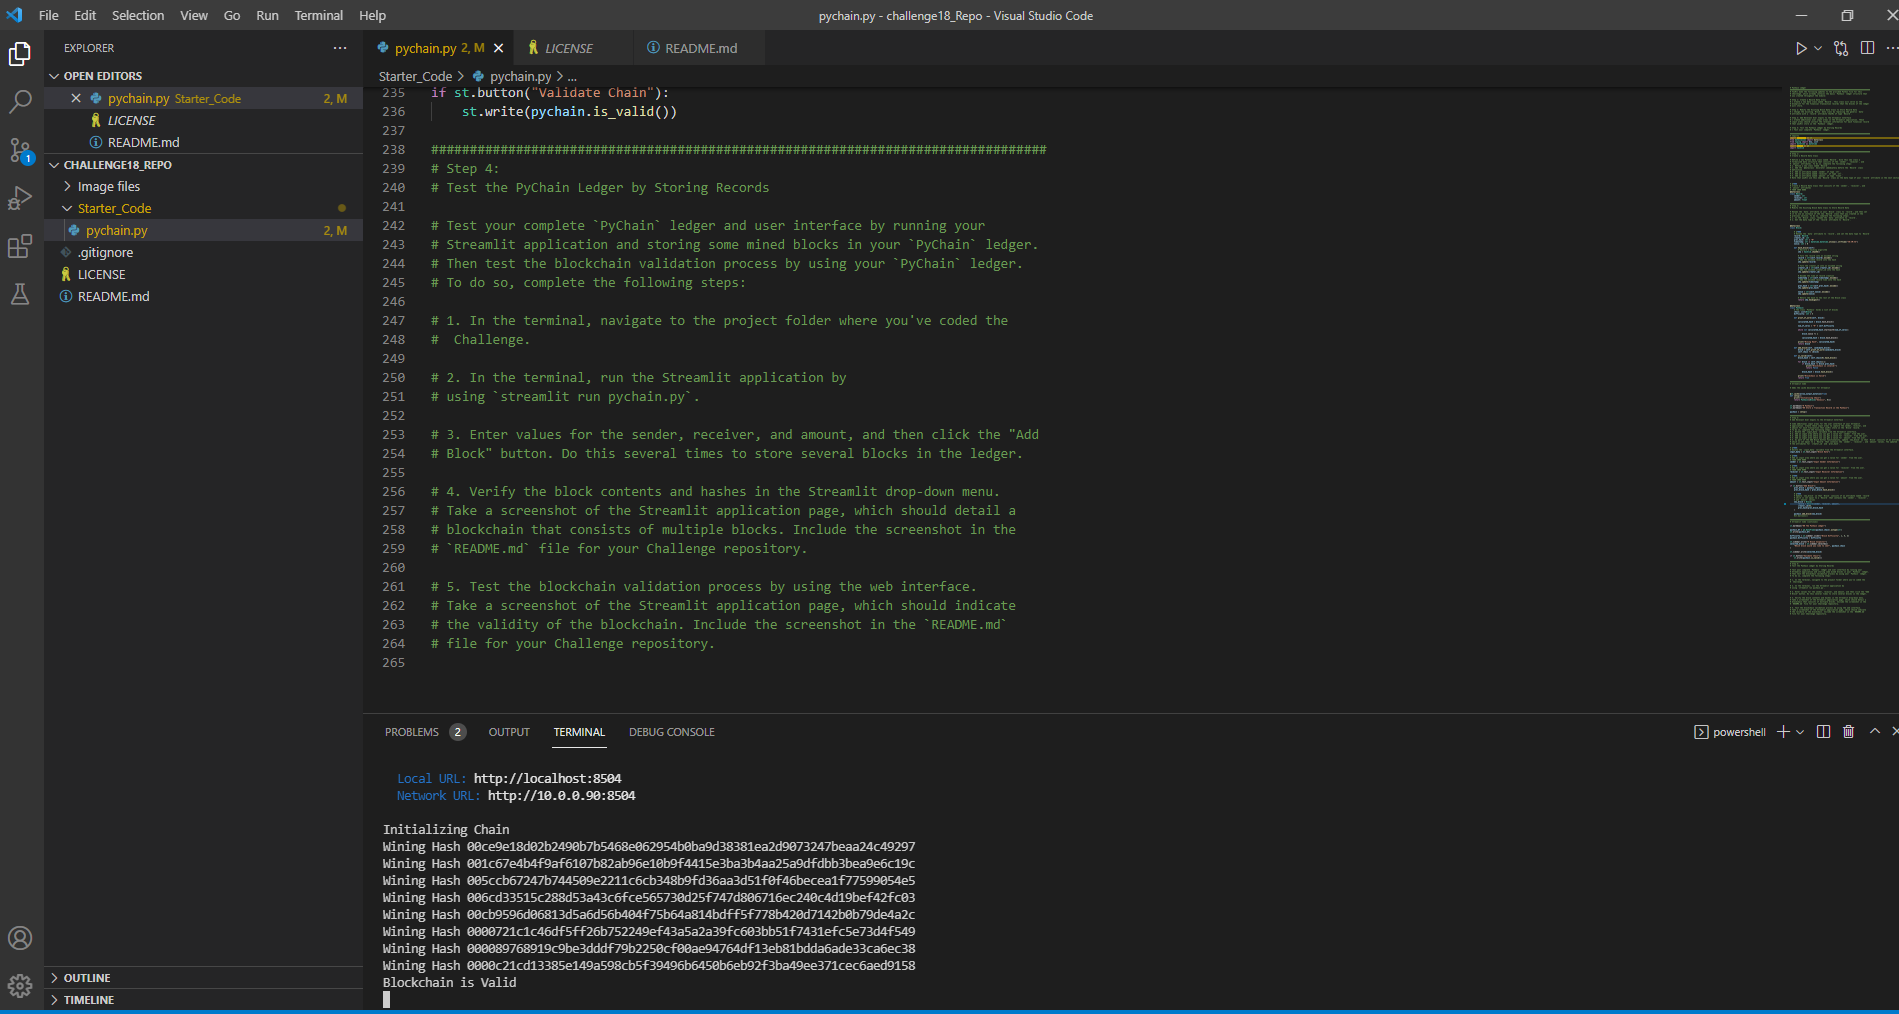 File Edit Selection View Go Run Terminal Help
pychain.py - challenge18_Repo - Visual Studio Code
EXPLORER
OPEN EDITORS
pychain.py Starter_Code 2, M
LICENSE
README.md
CHALLENGE18_REPO
Image files
Starter_Code
pychain.py 2, M
.gitignore
LICENSE
README.md
OUTLINE
TIMELINE
1
pychain.py 2, M LICENSE README.md
Starter_Code > pychain.py > ...
235 if st.button("Validate Chain"):
236 st.write(pychain.is_valid())
237
238 ################################################################################
239 # Step 4:
240 # Test the PyChain Ledger by Storing Records
241
242 # Test your complete `PyChain` ledger and user interface by running your
243 # Streamlit application and storing some mined blocks in your `PyChain` ledger.
244 # Then test the blockchain validation process by using your `PyChain` ledger.
245 # To do so, complete the following steps:
246
247 # 1. In the terminal, navigate to the project folder where you've coded the
248 #  Challenge.
249
250 # 2. In the terminal, run the Streamlit application by
251 # using `streamlit run pychain.py`.
252
253 # 3. Enter values for the sender, receiver, and amount, and then click the "Add
254 # Block" button. Do this several times to store several blocks in the ledger.
255
256 # 4. Verify the block contents and hashes in the Streamlit drop-down menu.
257 # Take a screenshot of the Streamlit application page, which should detail a
258 # blockchain that consists of multiple blocks. Include the screenshot in the
259 # `README.md` file for your Challenge repository.
260
261 # 5. Test the blockchain validation process by using the web interface.
262 # Take a screenshot of the Streamlit application page, which should indicate
263 # the validity of the blockchain. Include the screenshot in the `README.md`
264 # file for your Challenge repository.
265
PROBLEMS 2 OUTPUT TERMINAL DEBUG CONSOLE
powershell
Local URL: http://localhost:8504
Network URL: http://10.0.0.90:8504
Initializing Chain
Wining Hash 00ce9e18d02b2490b7b5468e062954b0ba9d38381ea2d9073247beaa24c49297
Wining Hash 001c67e4b4f9af6107b82ab96e10b9f4415e3ba3b4aa25a9dfdbb3bea9e6c19c
Wining Hash 005ccb67247b744509e2211c6cb348b9fd36aa3d51f0f46becea1f77599054e5
Wining Hash 006cd33515c288d53a43c6fce565730d25f747d806716ec240c4d19bef42fc03
Wining Hash 00cb9596d06813d5a6d56b404f75b64a814bdff5f778b420d7142b0b79de4a2c
Wining Hash 0000721c1c46df5ff26b752249ef43a5a2a39fc603bb51f7431efc5e73d4f549
Wining Hash 000089768919c9be3dddf79b2250cf00ae94764df13eb81bdda6ade33ca6ec38
Wining Hash 0000c21cd13385e149a598cb5f39496b6450b6eb92f3ba49ee371cec6aed9158
Blockchain is Valid